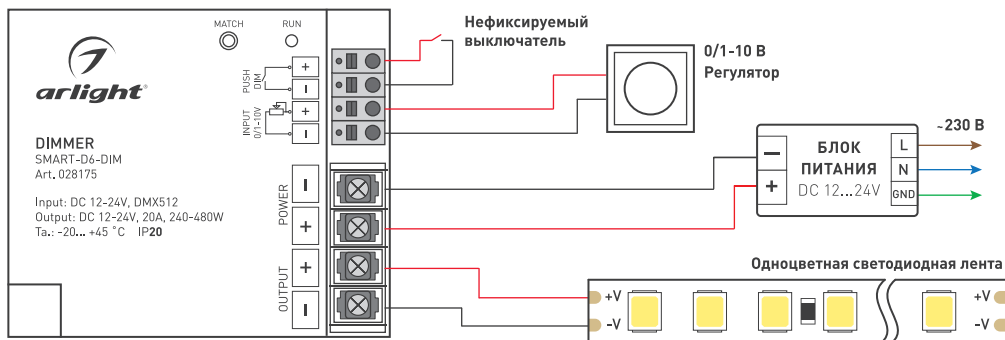 MATCH
RUN
arlight®
PUSH
DIM
+
−
INPUT
0/1-10V
+
−
DIMMER
SMART-D6-DIM
Art. 028175
Input: DC 12-24V, DMX512
Output: DC 12-24V, 20A, 240-480W
Ta.: -20... +45 °C IP20
POWER
−
+
OUTPUT
+
−
Нефиксируемый
выключатель
0/1-10 В
Регулятор
−
+
БЛОК
ПИТАНИЯ
DC 12...24V
L
N
GND
~230 В
Одноцветная светодиодная лента
+V
-V
+V
-V